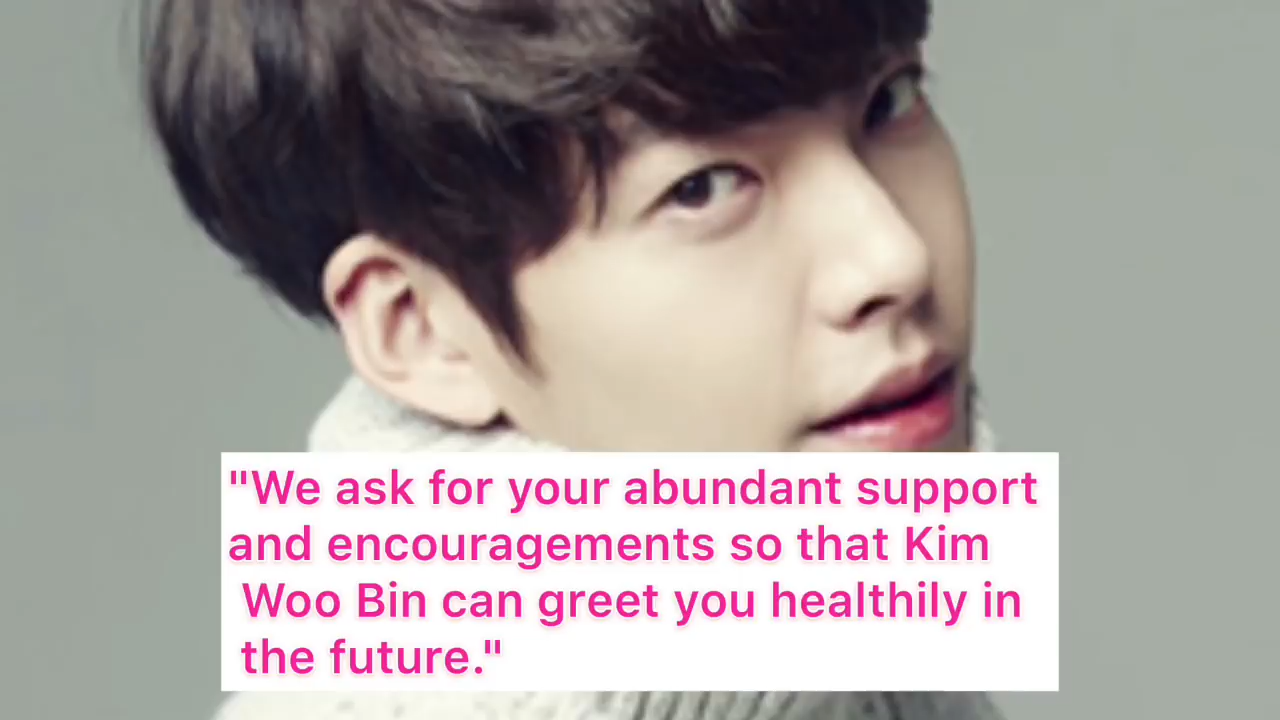 "We ask for your abundant support
and encouragements so that Kim
Woo Bin can greet you healthily in
the future."